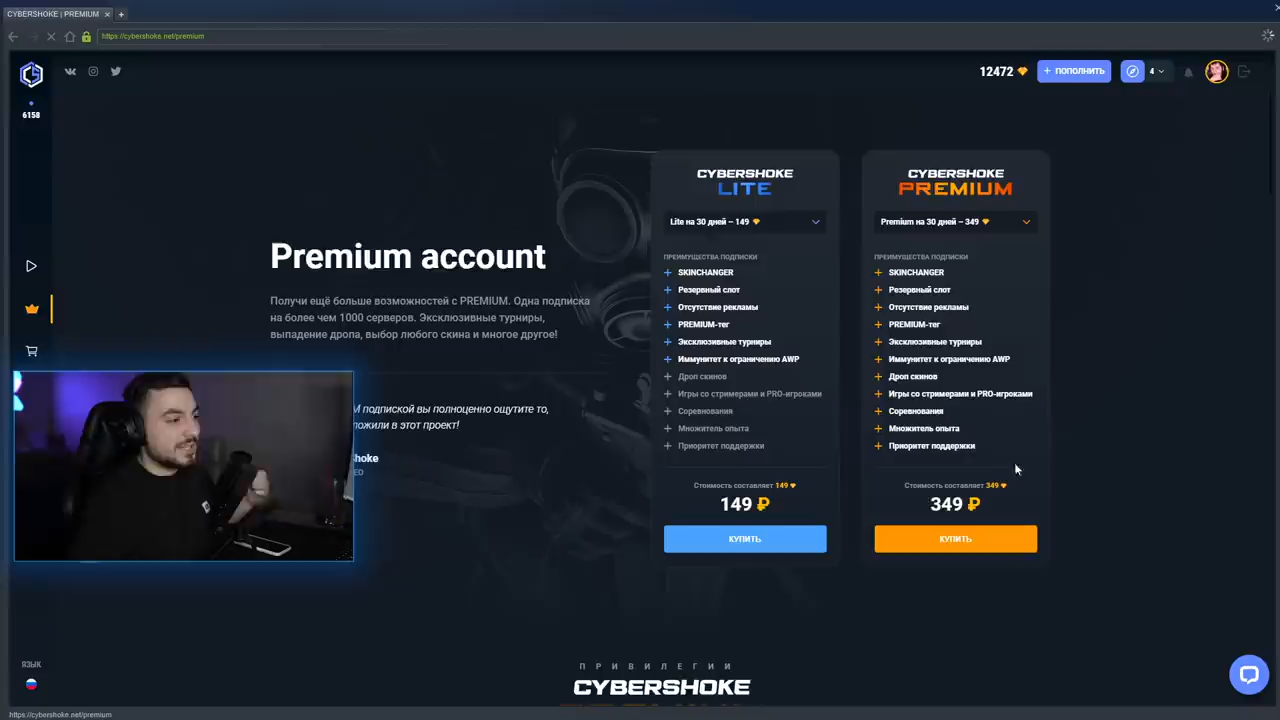 CYBERSHOKE | PREMIUM
https://cybershoke.net/premium
12472
ПОПОЛНИТЬ
4
6158
Premium account
Получи ещё больше возможностей с PREMIUM. Одна подписка
на более чем 1000 серверов. Эксклюзивные турниры,
выпадение дропа, выбор любого скина и многое другое!
М подпиской вы полноценно ощутите то,
ложили в этот проект!
Shoke
EO
CYBERSHOKE
LITE
Lite на 30 дней – 149
ПРЕИМУЩЕСТВА ПОДПИСКИ
SKINCHANGER
Резервный слот
Отсутствие рекламы
PREMIUM-тег
Эксклюзивные турниры
Иммунитет к ограничению AWP
Дроп скинов
Игры со стримерами и PRO-игроками
Соревнования
Множитель опыта
Приоритет поддержки
Стоимость составляет 149
149 ₽
КУПИТЬ
CYBERSHOKE
PREMIUM
Premium на 30 дней – 349
ПРЕИМУЩЕСТВА ПОДПИСКИ
SKINCHANGER
Резервный слот
Отсутствие рекламы
PREMIUM-тег
Эксклюзивные турниры
Иммунитет к ограничению AWP
Дроп скинов
Игры со стримерами и PRO-игроками
Соревнования
Множитель опыта
Приоритет поддержки
Стоимость составляет 349
349 ₽
КУПИТЬ
ПРИВИЛЕГИИ
CYBERSHOKE
ЯЗЫК
https://cybershoke.net/premium